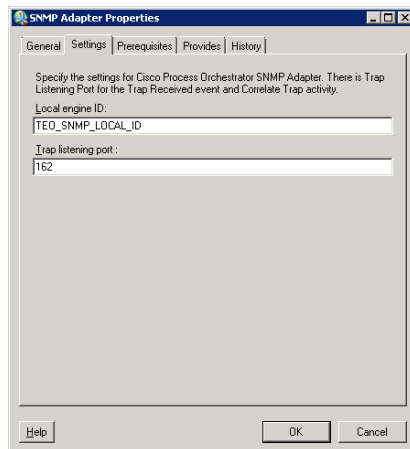 SNMP Adapter Properties
General Settings Prerequisites Provides History
Specify the settings for Cisco Process Orchestrator SNMP Adapter. There is Trap
Listening Port for the Trap Received event and Correlate Trap activity.
Local engine ID:
TEO_SNMP_LOCAL_ID
Trap listening port :
162
Help OK Cancel